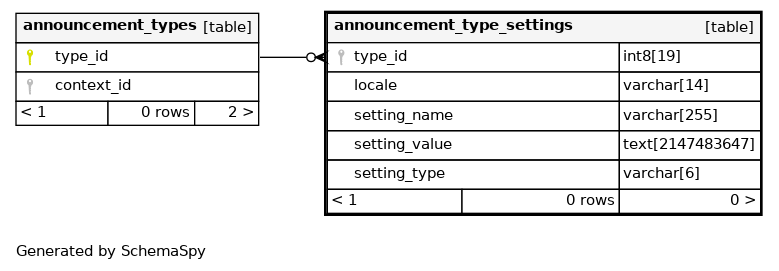 announcement_types [table]
type_id
context_id
< 1 0 rows 2 >
announcement_type_settings [table]
type_id int8[19]
locale varchar[14]
setting_name varchar[255]
setting_value text[2147483647]
setting_type varchar[6]
< 1 0 rows 0 >
Generated by SchemaSpy